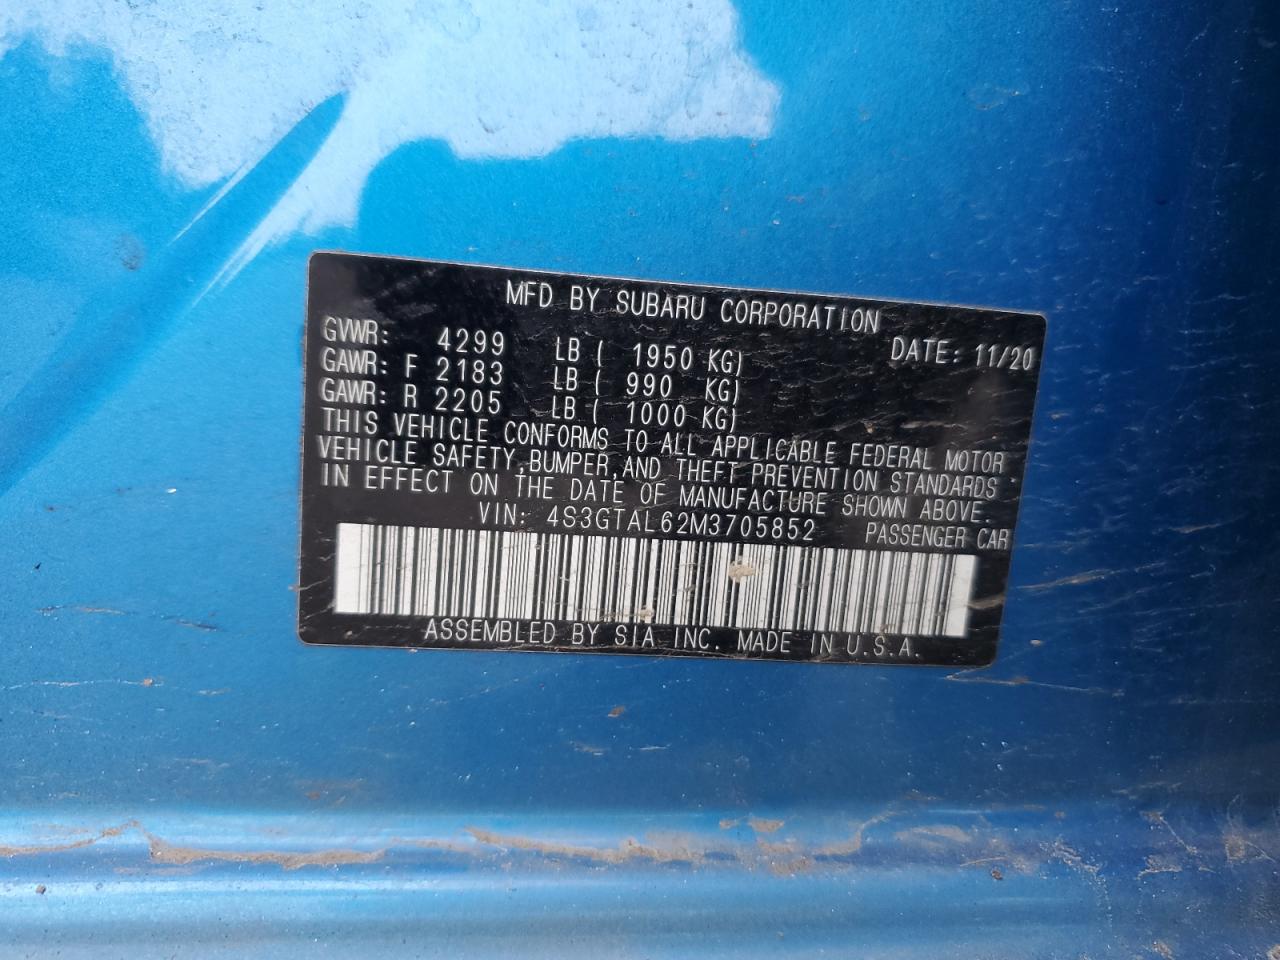 MFD BY SUBARU CORPORATION
GVWR: 4299 LB ( 1950 KG) DATE: 11/20
GAWR: F 2183 LB ( 990 KG)
GAWR: R 2205 LB ( 1000 KG)
THIS VEHICLE CONFORMS TO ALL APPLICABLE FEDERAL MOTOR
VEHICLE SAFETY, BUMPER, AND THEFT PREVENTION STANDARDS
IN EFFECT ON THE DATE OF MANUFACTURE SHOWN ABOVE.
VIN: 4S3GTAL62M3705852 PASSENGER CAR
ASSEMBLED BY SIA INC. MADE IN U.S.A.